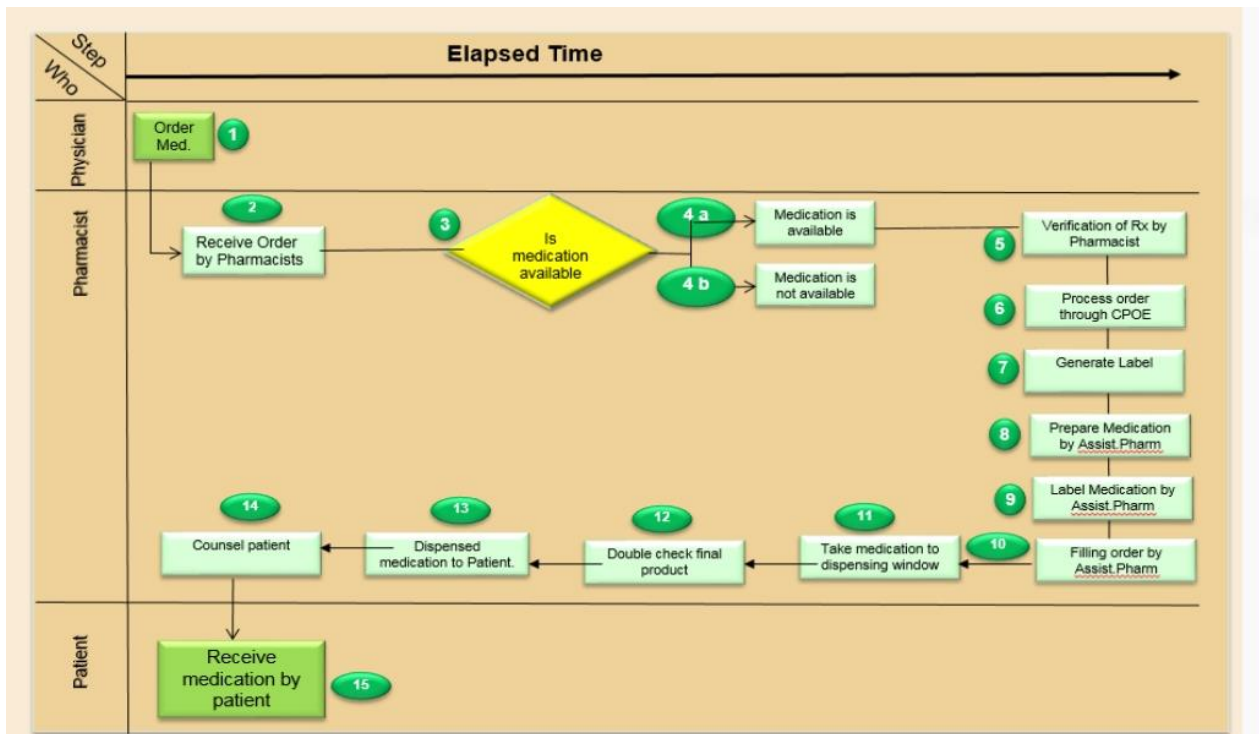 Step
Who
Elapsed Time
Physician
Order
Med.
1
Pharmacist
2
Receive Order
by Pharmacists
3
Is
medication
available
4 a
Medication is
available
4 b
Medication is
not available
5
Verification of Rx by
Pharmacist
6
Process order
through CPOE
7
Generate Label
8
Prepare Medication
by Assist.Pharm
9
Label Medication by
Assist.Pharm
10
Filling order by
Assist.Pharm
11
Take medication to
dispensing window
12
Double check final
product
13
Dispensed
medication to Patient.
14
Counsel patient
Patient
Receive
medication by
patient
15